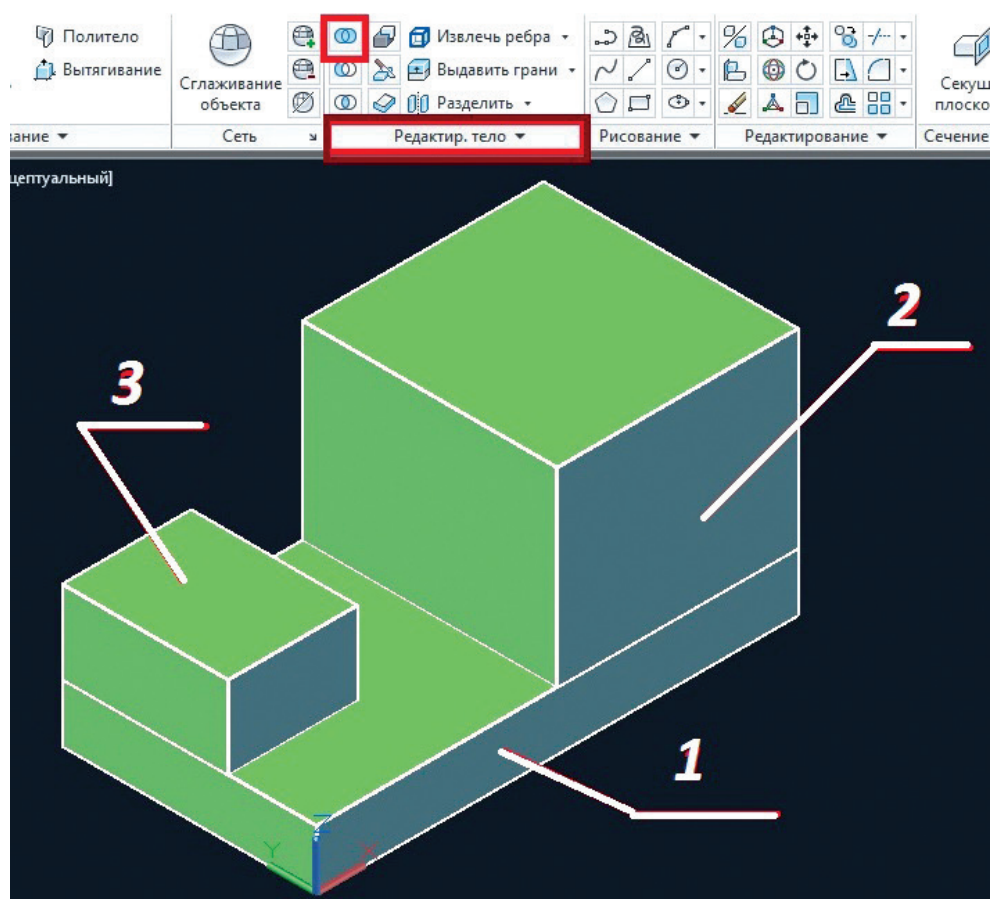 Политело
Вытягивание
Сглаживание
объекта
Извлечь ребра
Выдавить грани
Разделить
Секущ
плоско
вание
Сеть
Редактир. тело
Рисование
Редактирование
Сечение
цептуальный]
2
3
1
Z
Y
X